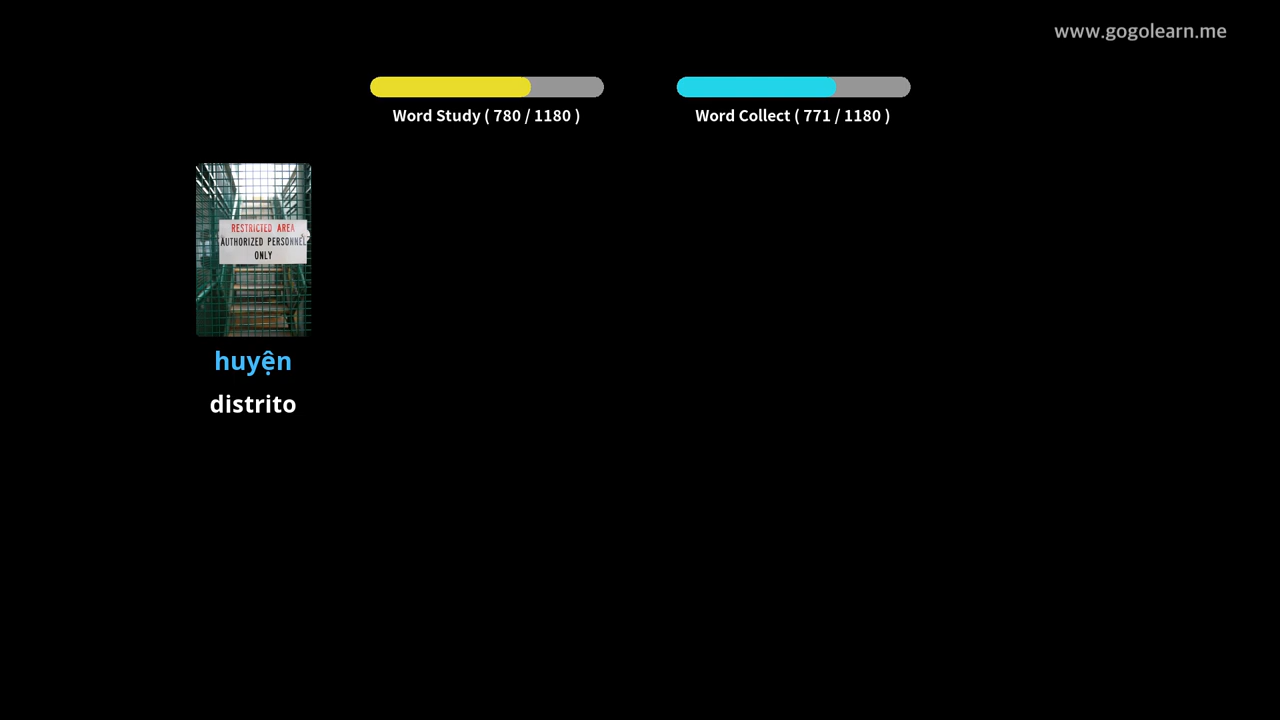 www.gogolearn.me
Word Study ( 780 / 1180 )
Word Collect ( 771 / 1180 )
RESTRICTED AREA
AUTHORIZED PERSONNEL
ONLY
huyện
distrito